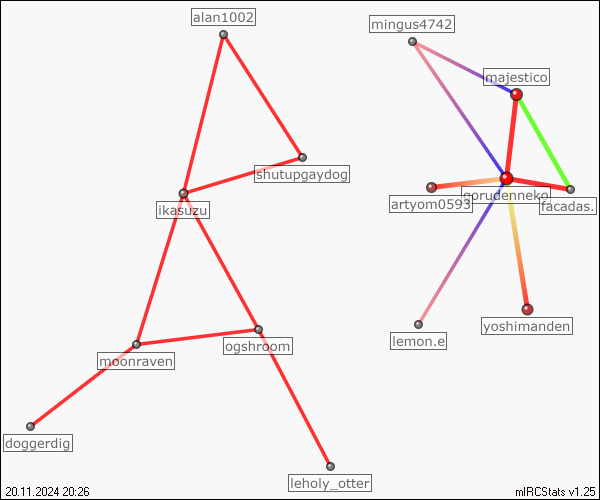 alan1002
mingus4742
majestico
shutupgaydog
gorudenneko
artyom0593
facadas.
ikasuzu
yoshimanden
lemon.e
ogshroom
moonraven
doggerdig
leholy_otter
20.11.2024 20:26
mIRCStats v1.25